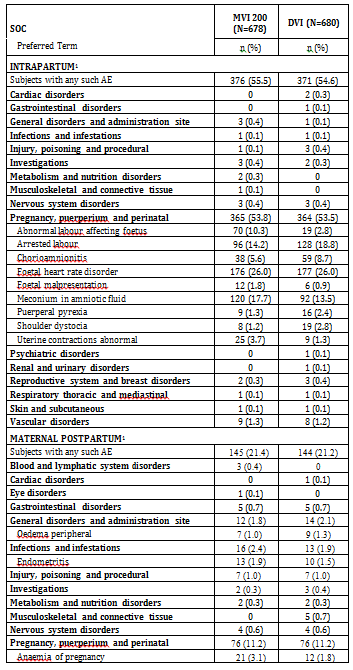 MVI 200 DVI (N=680)
SOC (N=678)
Preferred Term n (%) n (%)
INTRAPARTUM¹
Subjects with any such AE 376 (55.5) 371 (54.6)
Cardiac disorders 0 2 (0.3)
Gastrointestinal disorders 0 1 (0.1)
General disorders and administration site 3 (0.4) 1 (0.1)
Infections and infestations 1 (0.1) 1 (0.1)
Injury, poisoning and procedural 1 (0.1) 3 (0.4)
Investigations 3 (0.4) 2 (0.3)
Metabolism and nutrition disorders 2 (0.3) 0
Musculoskeletal and connective tissue 1 (0.1) 0
Nervous system disorders 3 (0.4) 3 (0.4)
Pregnancy, puerperium and perinatal 365 (53.8) 364 (53.5)
Abnormal labour affecting foetus 70 (10.3) 19 (2.8)
Arrested labour 96 (14.2) 128 (18.8)
Chorioamnionitis 38 (5.6) 59 (8.7)
Foetal heart rate disorder 176 (26.0) 177 (26.0)
Foetal malpresentation 12 (1.8) 6 (0.9)
Meconium in amniotic fluid 120 (17.7) 92 (13.5)
Puerperal pyrexia 9 (1.3) 16 (2.4)
Shoulder dystocia 8 (1.2) 19 (2.8)
Uterine contractions abnormal 25 (3.7) 9 (1.3)
Psychiatric disorders 0 1 (0.1)
Renal and urinary disorders 0 1 (0.1)
Reproductive system and breast disorders 2 (0.3) 3 (0.4)
Respiratory thoracic and mediastinal 1 (0.1) 1 (0.1)
Skin and subcutaneous 1 (0.1) 1 (0.1)
Vascular disorders 9 (1.3) 8 (1.2)
MATERNAL POSTPARTUM¹
Subjects with any such AE 145 (21.4) 144 (21.2)
Blood and lymphatic system disorders 3 (0.4) 0
Cardiac disorders 0 1 (0.1)
Eye disorders 1 (0.1) 0
Gastrointestinal disorders 5 (0.7) 5 (0.7)
General disorders and administration site 12 (1.8) 14 (2.1)
Oedema peripheral 7 (1.0) 9 (1.3)
Infections and infestations 16 (2.4) 13 (1.9)
Endometritis 13 (1.9) 10 (1.5)
Injury, poisoning and procedural 7 (1.0) 7 (1.0)
Investigations 2 (0.3) 3 (0.4)
Metabolism and nutrition disorders 2 (0.3) 2 (0.3)
Musculoskeletal and connective tissue 0 5 (0.7)
Nervous system disorders 4 (0.6) 4 (0.6)
Pregnancy, puerperium and perinatal 76 (11.2) 76 (11.2)
Anaemia of pregnancy 21 (3.1) 12 (1.8)